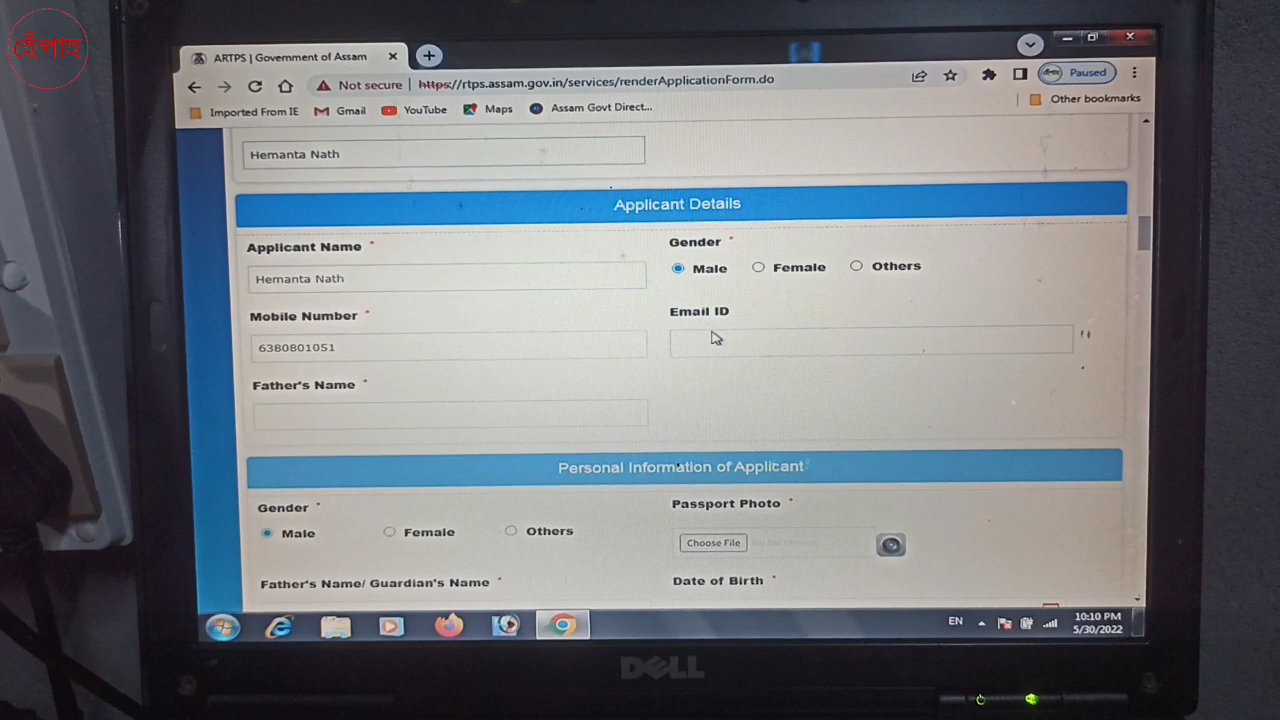 হেঁপাহ
ARTPS | Government of Assam
Not secure | https://rtps.assam.gov.in/services/renderApplicationForm.do
Paused
Imported From IE Gmail YouTube Maps Assam Govt Direct... Other bookmarks
Hemanta Nath
Applicant Details
Applicant Name * Gender *
Hemanta Nath Male Female Others
Mobile Number * Email ID
6380801051
Father's Name *
Personal Information of Applicant
Gender * Passport Photo *
Male Female Others Choose File No file chosen
Father's Name/ Guardian's Name * Date of Birth *
EN 10:10 PM
5/30/2022
DELL